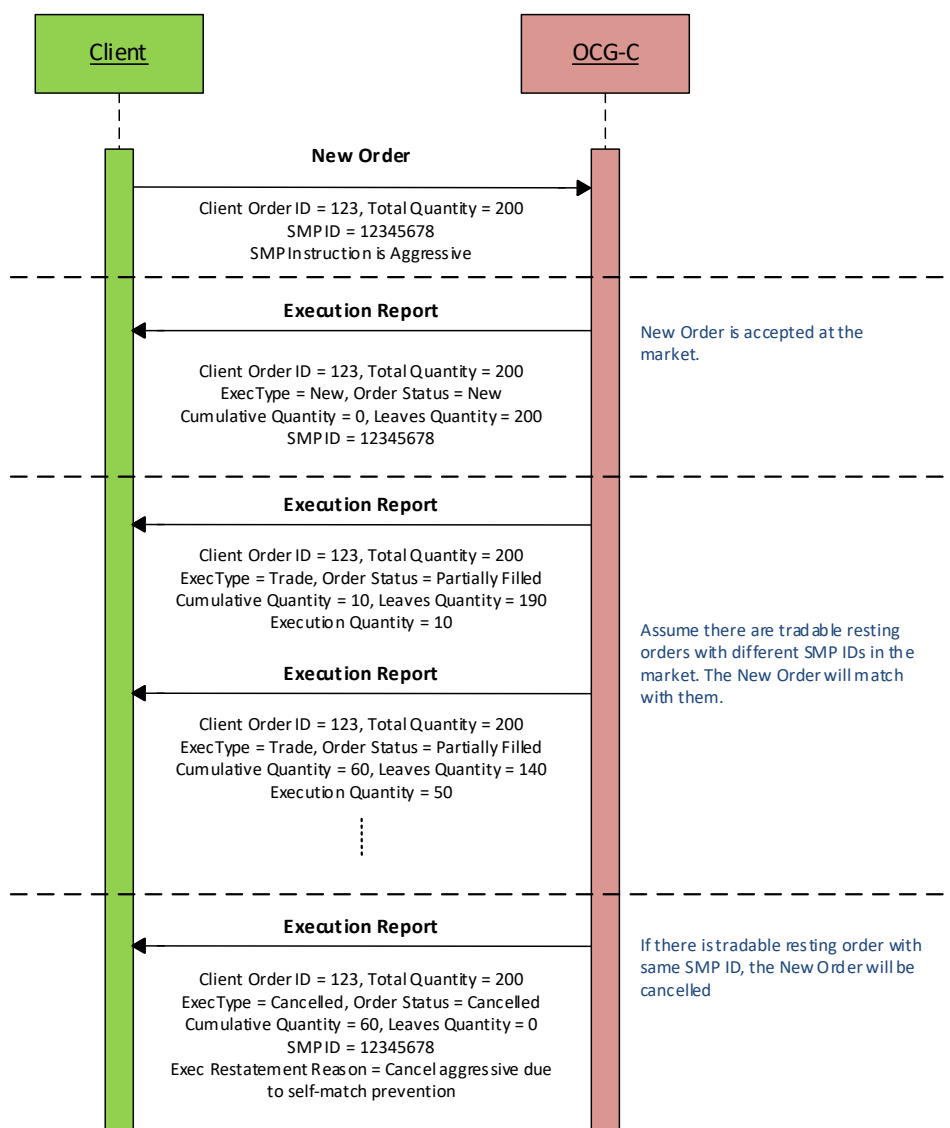 Client
OCG-C
New Order
Client Order ID = 123, Total Quantity = 200
SMP ID = 12345678
SMP Instruction is Aggressive
Execution Report
Client Order ID = 123, Total Quantity = 200
ExecType = New, Order Status = New
Cumulative Quantity = 0, Leaves Quantity = 200
SMP ID = 12345678
New Order is accepted at the
market.
Execution Report
Client Order ID = 123, Total Quantity = 200
ExecType = Trade, Order Status = Partially Filled
Cumulative Quantity = 10, Leaves Quantity = 190
Execution Quantity = 10
Execution Report
Client Order ID = 123, Total Quantity = 200
ExecType = Trade, Order Status = Partially Filled
Cumulative Quantity = 60, Leaves Quantity = 140
Execution Quantity = 50
Assume there are tradable resting
orders with different SMP IDs in the
market. The New Order will match
with them.
Execution Report
Client Order ID = 123, Total Quantity = 200
ExecType = Cancelled, Order Status = Cancelled
Cumulative Quantity = 60, Leaves Quantity = 0
SMP ID = 12345678
Exec Restatement Reason = Cancel aggressive due
to self-match prevention
If there is tradable resting order with
same SMP ID, the New Order will be
cancelled